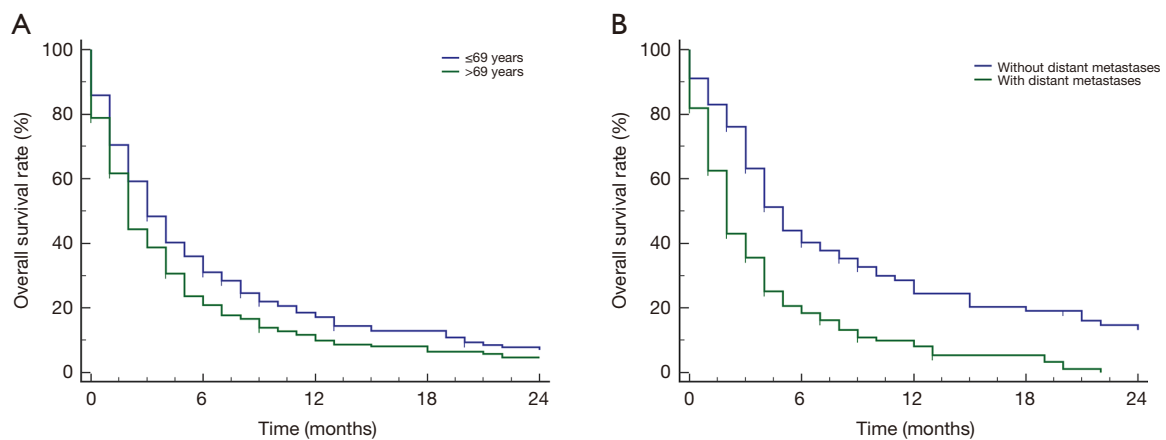 A
100
80
60
40
20
0
Overall survival rate (%)
≤69 years
>69 years
0 6 12 18 24
Time (months)
B
100
80
60
40
20
0
Overall survival rate (%)
Without distant metastases
With distant metastases
0 6 12 18 24
Time (months)